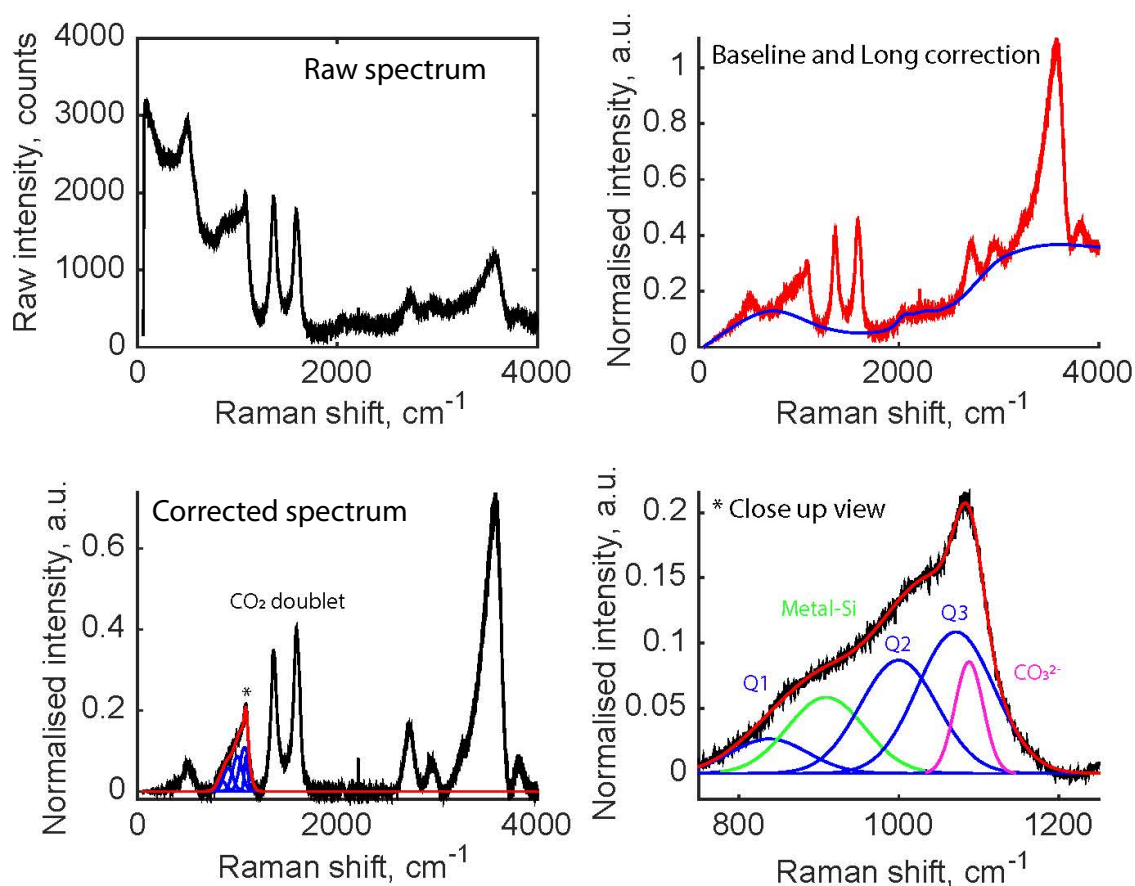 Raw spectrum
Raw intensity, counts
4000
3000
2000
1000
0
0
2000
4000
Raman shift, cm⁻¹
Baseline and Long correction
Normalised intensity, a.u.
1
0.8
0.6
0.4
0.2
0
0
2000
4000
Raman shift, cm⁻¹
Corrected spectrum
Normalised intensity, a.u.
0.6
0.4
0.2
0
CO₂ doublet
*
0
2000
4000
Raman shift, cm⁻¹
* Close up view
Normalised intensity, a.u.
0.2
0.15
0.1
0.05
0
Metal-Si
Q1
Q2
Q3
CO₃²⁻
800
1000
1200
Raman shift, cm⁻¹